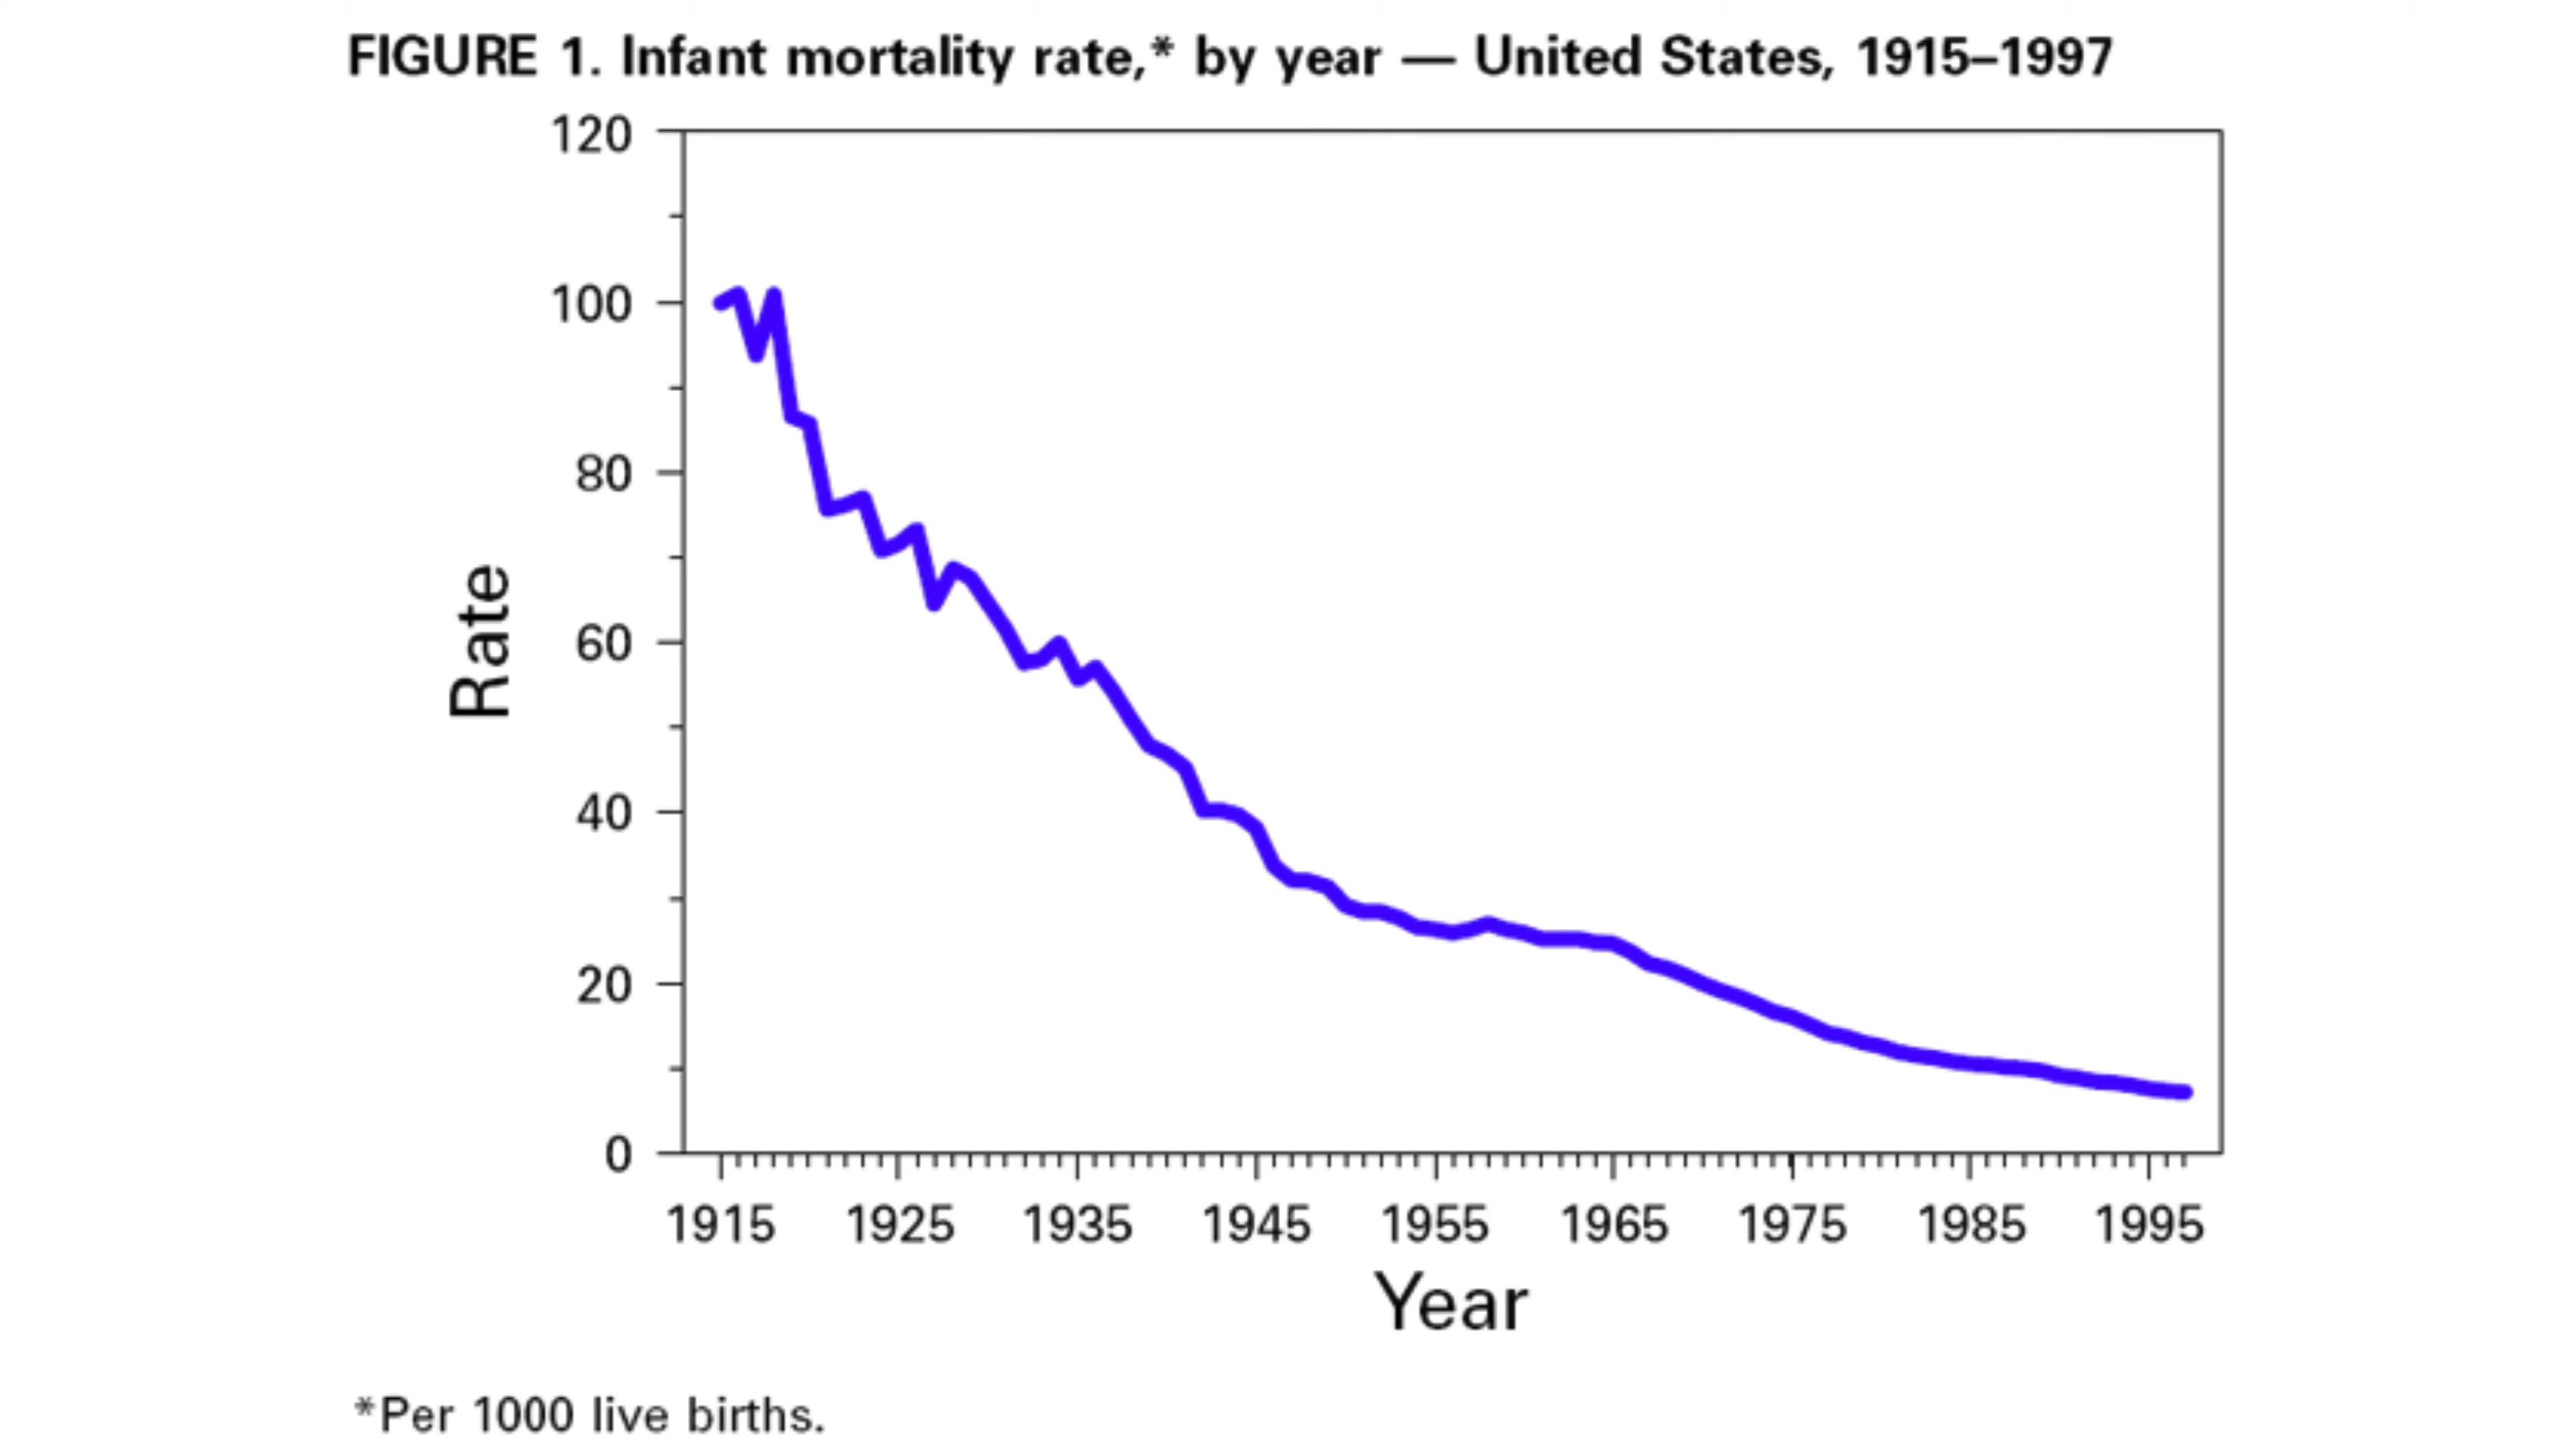 FIGURE 1. Infant mortality rate,* by year — United States, 1915–1997
120
100
80
60
40
20
0
Rate
1915 1925 1935 1945 1955 1965 1975 1985 1995
Year
*Per 1000 live births.